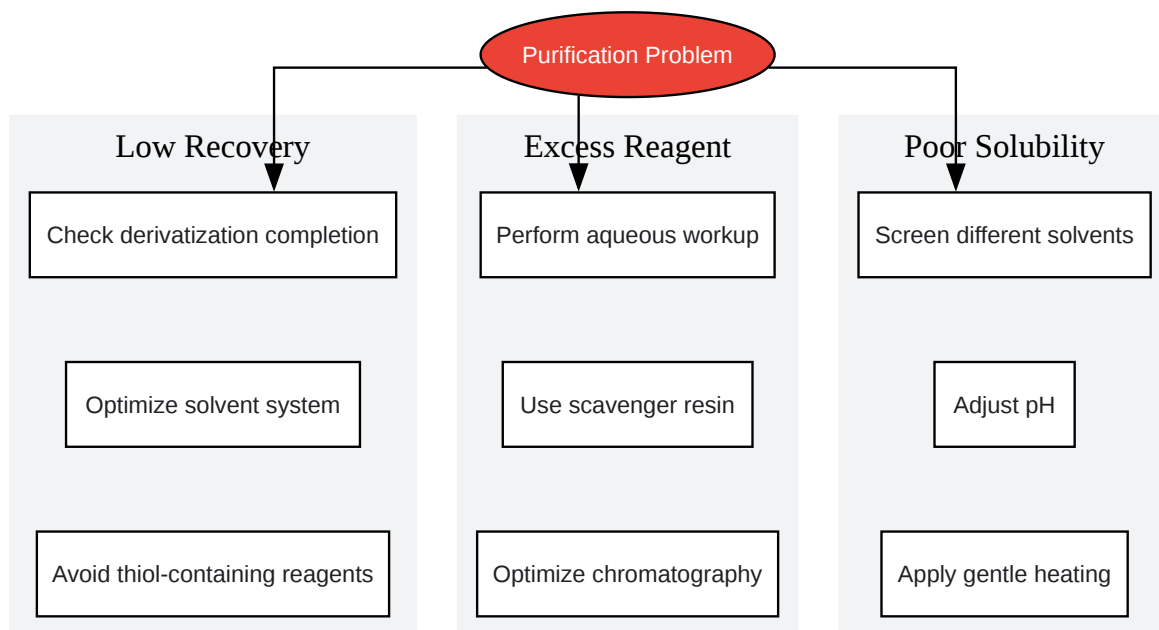 Purification Problem
Low Recovery
Check derivatization completion
Optimize solvent system
Avoid thiol-containing reagents
Excess Reagent
Perform aqueous workup
Use scavenger resin
Optimize chromatography
Poor Solubility
Screen different solvents
Adjust pH
Apply gentle heating